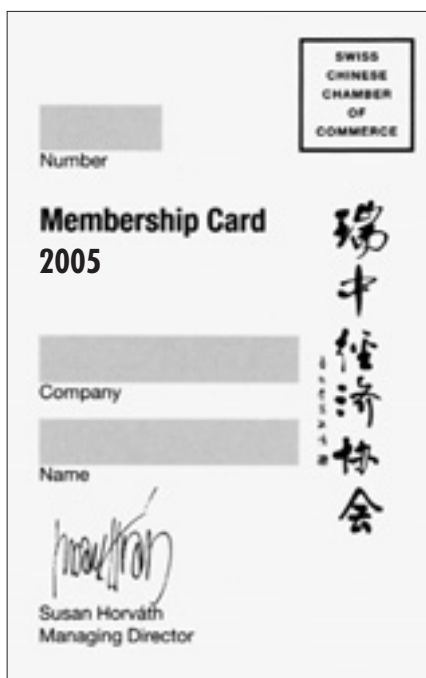 SWISS
CHINESE
CHAMBER
OF
COMMERCE
Number
Membership Card
2005
瑞中经济协会
Company
Name
Susan Horváth
Managing Director